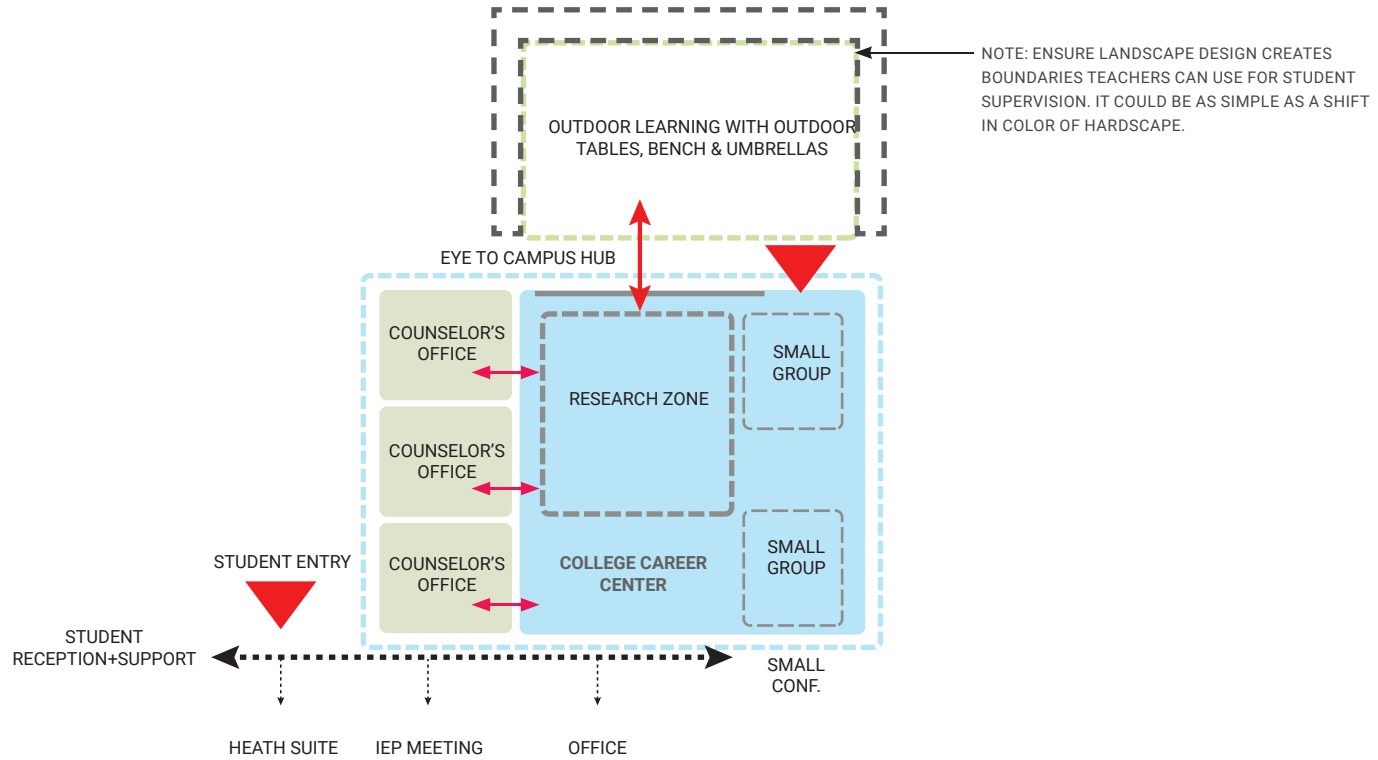 NOTE: ENSURE LANDSCAPE DESIGN CREATES
BOUNDARIES TEACHERS CAN USE FOR STUDENT
SUPERVISION. IT COULD BE AS SIMPLE AS A SHIFT
IN COLOR OF HARDSCAPE.
OUTDOOR LEARNING WITH OUTDOOR
TABLES, BENCH & UMBRELLAS
EYE TO CAMPUS HUB
COUNSELOR'S
OFFICE
RESEARCH ZONE
SMALL
GROUP
COUNSELOR'S
OFFICE
COUNSELOR'S
OFFICE
COLLEGE CAREER
CENTER
SMALL
GROUP
STUDENT ENTRY
STUDENT
RECEPTION+SUPPORT
SMALL
CONF.
HEATH SUITE
IEP MEETING
OFFICE